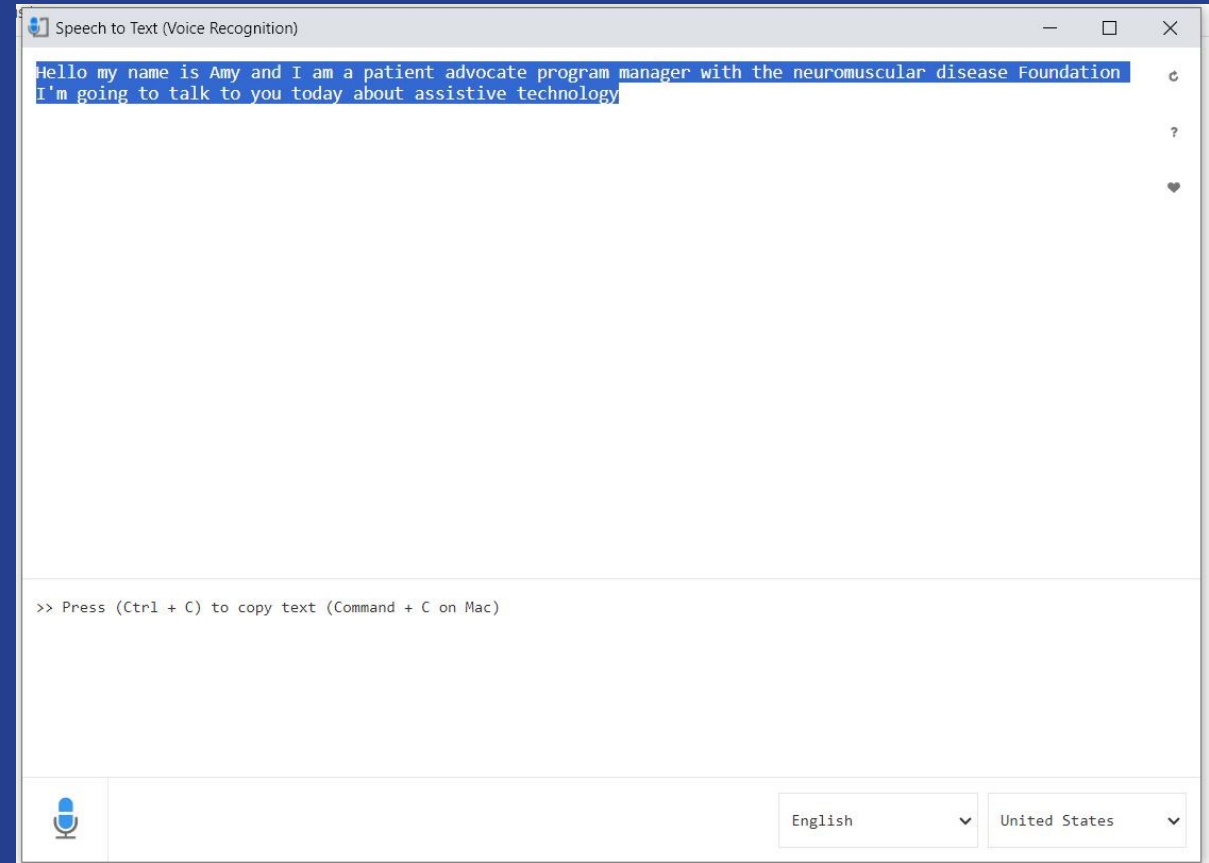 Speech to Text (Voice Recognition)
Hello my name is Amy and I am a patient advocate program manager with the neuromuscular disease Foundation
I'm going to talk to you today about assistive technology
?
>> Press (Ctrl + C) to copy text (Command + C on Mac)
English
United States